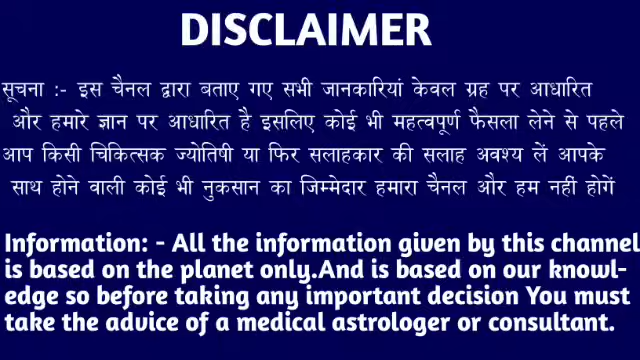 DISCLAIMER
सूचना :- इस चैनल द्वारा बताए गए सभी जानकारियां केवल ग्रह पर आधारित
और हमारे ज्ञान पर आधारित है इसलिए कोई भी महत्वपूर्ण फैसला लेने से पहले
आप किसी चिकित्सक ज्योतिषी या फिर सलाहकार की सलाह अवश्य लें आपके
साथ होने वाली कोई भी नुकसान का जिम्मेदार हमारा चैनल और हम नहीं होगें
Information: - All the information given by this channel
is based on the planet only.And is based on our knowl-
edge so before taking any important decision You must
take the advice of a medical astrologer or consultant.